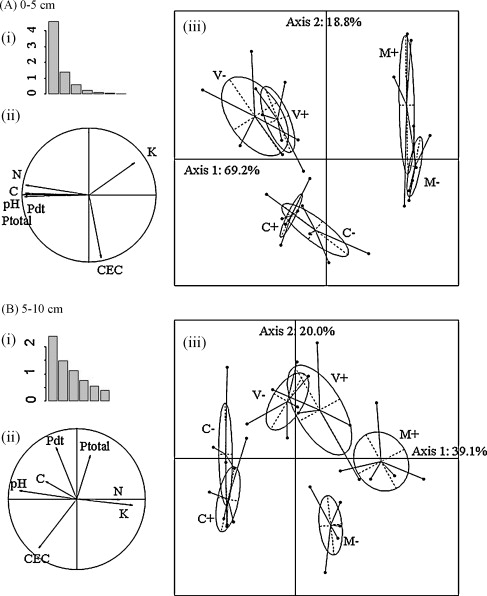 (A) 0-5 cm
(i)
0 1 2 3 4
(ii)
K
N
C
pH
Pdt
Ptotal
CEC
(iii)
Axis 2: 18.8%
V-
V+
M+
Axis 1: 69.2%
M-
C+
C-
(B) 5-10 cm
(i)
0 1 2
(ii)
Pdt
Ptotal
C
pH
N
K
CEC
(iii)
Axis 2: 20.0%
V-
V+
C-
M+
Axis 1: 39.1%
C+
M-